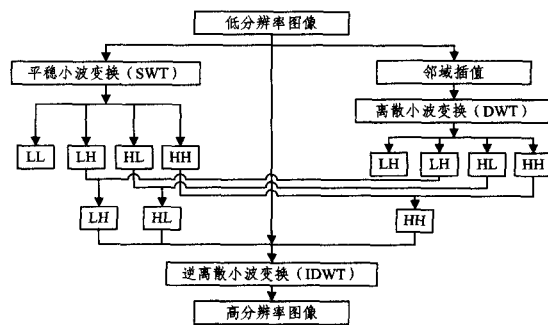 低分辨率图像
平稳小波变换(SWT)
邻域插值
离散小波变换(DWT)
LL LH HL HH
LH LH HL HH
LH HL HH
逆离散小波变换(IDWT)
高分辨率图像